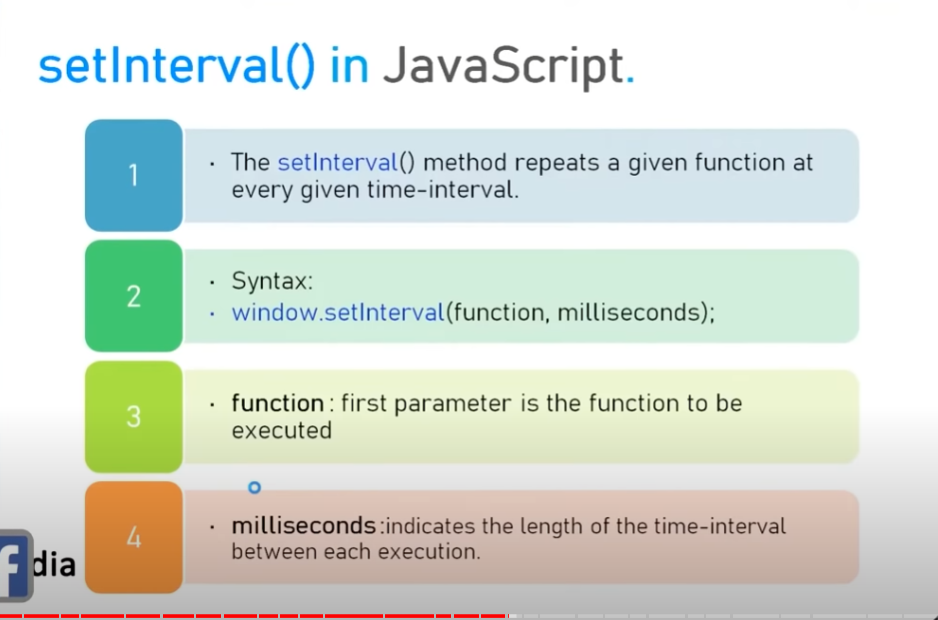 setInterval() in JavaScript.
1
· The setInterval() method repeats a given function at
every given time-interval.
2
· Syntax:
· window.setInterval(function, milliseconds);
3
· function : first parameter is the function to be
executed
4
· milliseconds :indicates the length of the time-interval
between each execution.
f dia